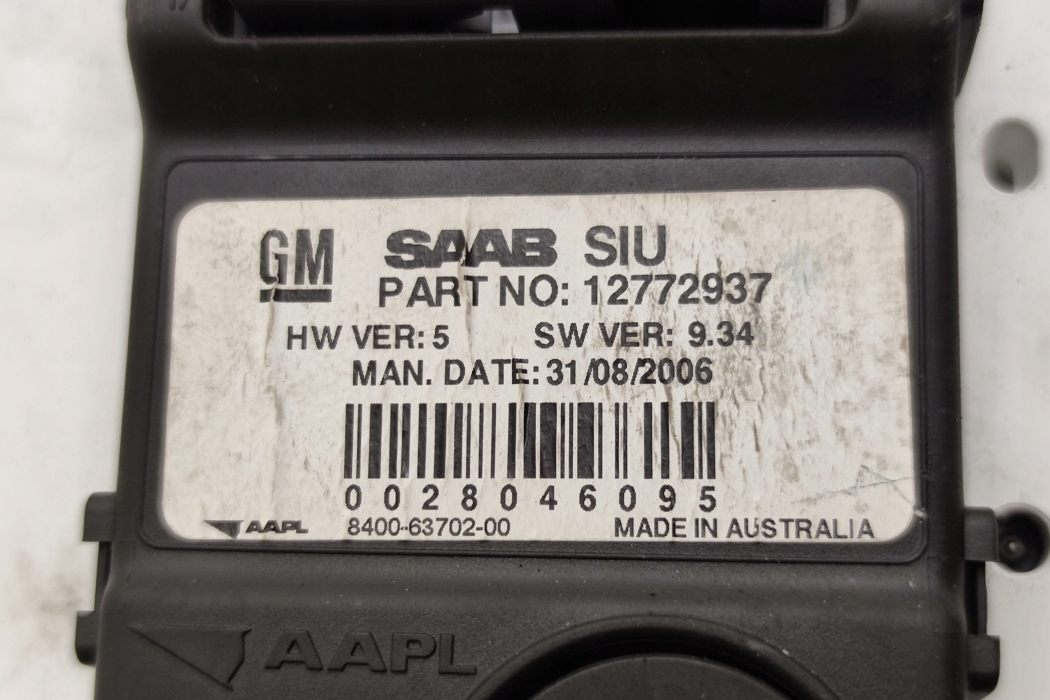 GM SAAB SIU
PART NO: 12772937
HW VER: 5 SW VER: 9.34
MAN. DATE: 31/08/2006
0028046095
AAPL 8400-63702-00 MADE IN AUSTRALIA
AAPL